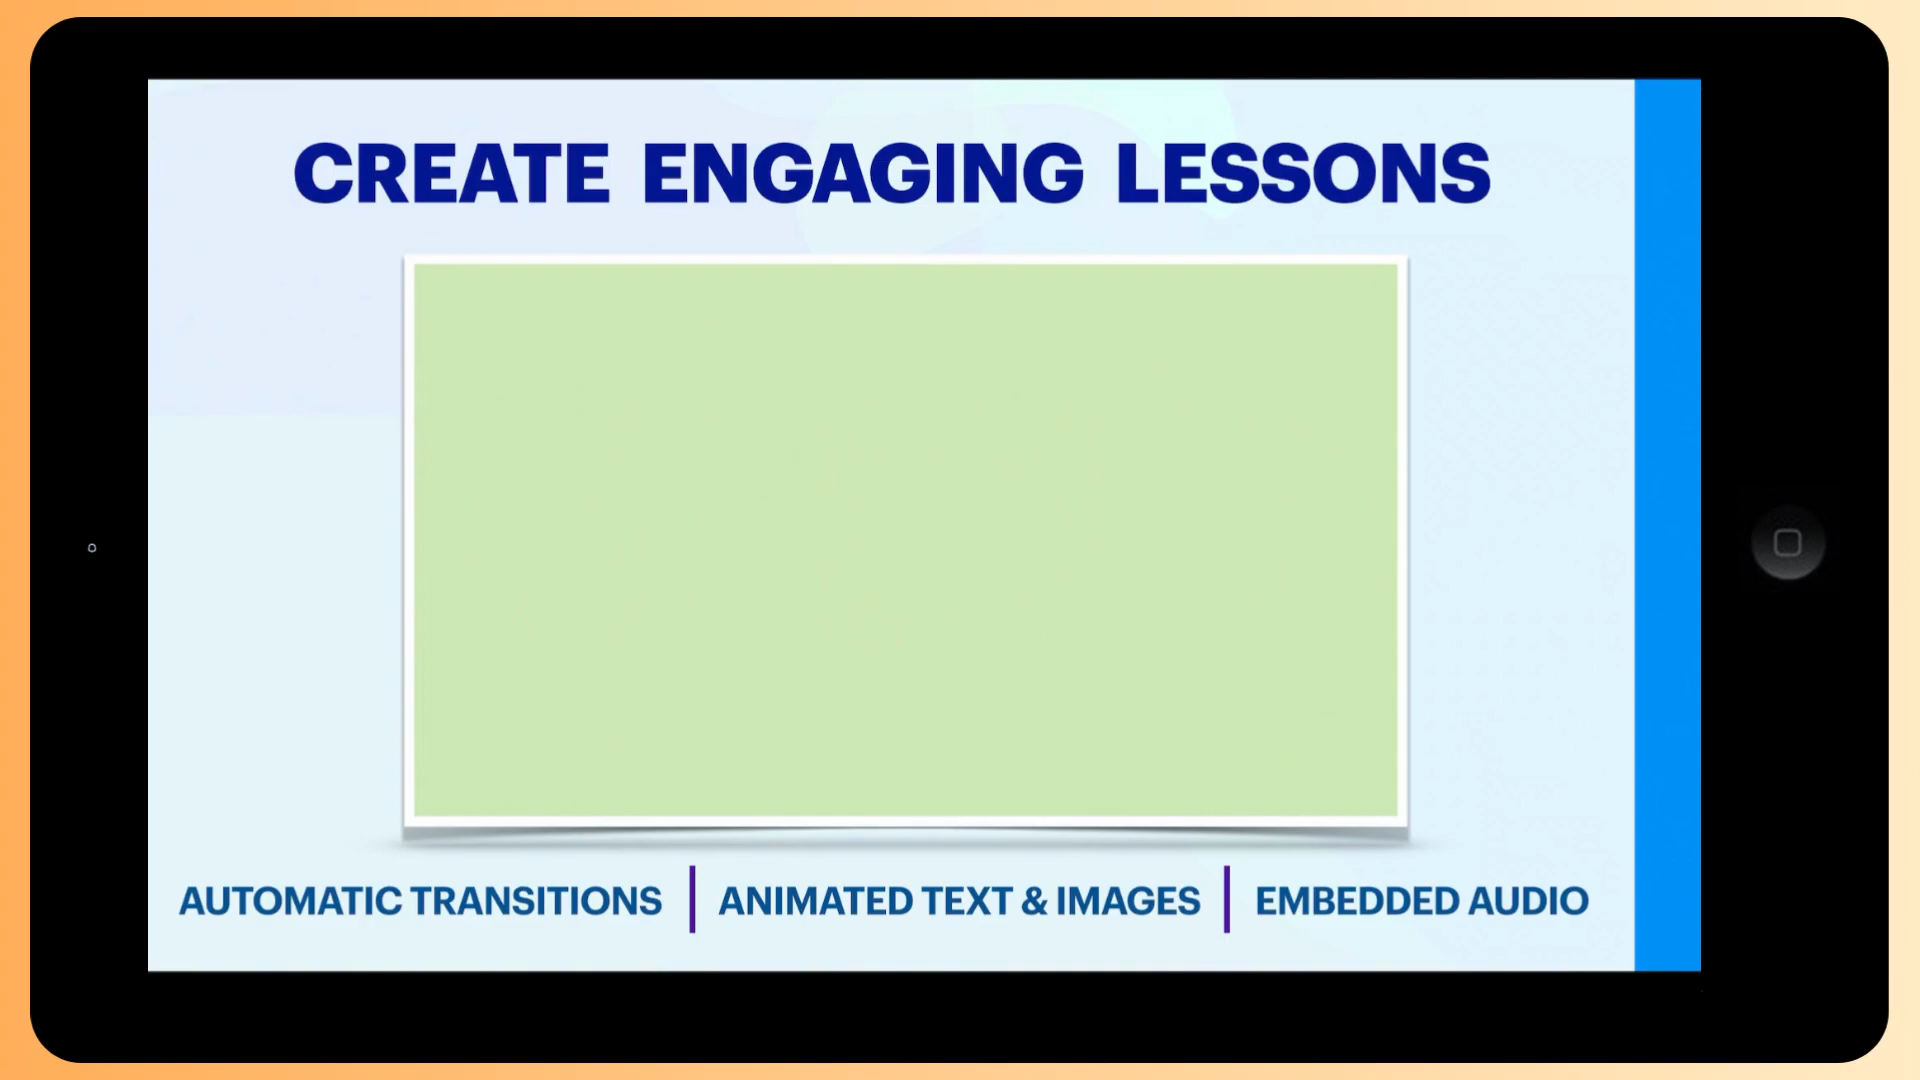 CREATE ENGAGING LESSONS
AUTOMATIC TRANSITIONS | ANIMATED TEXT & IMAGES | EMBEDDED AUDIO